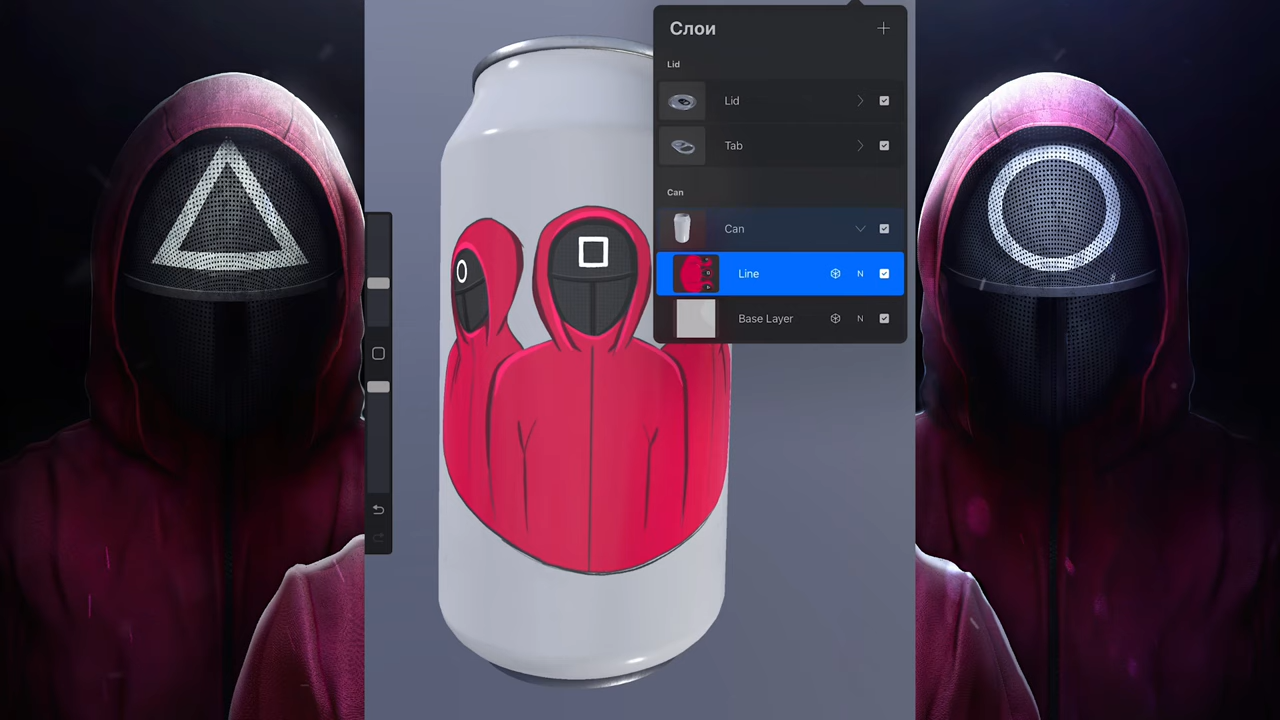 Слои
Lid
Lid
Tab
Can
Can
Line N
Base Layer N